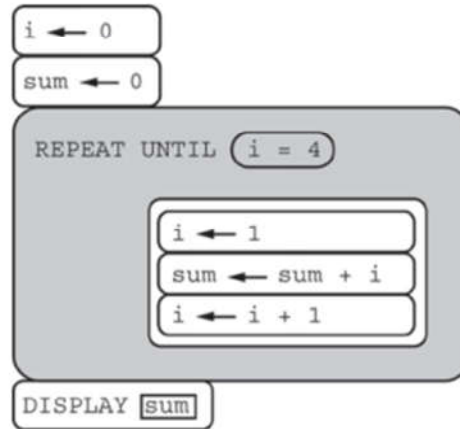 i ← 0
sum ← 0
REPEAT UNTIL i = 4
i ← 1
sum ← sum + i
i ← i + 1
DISPLAY sum